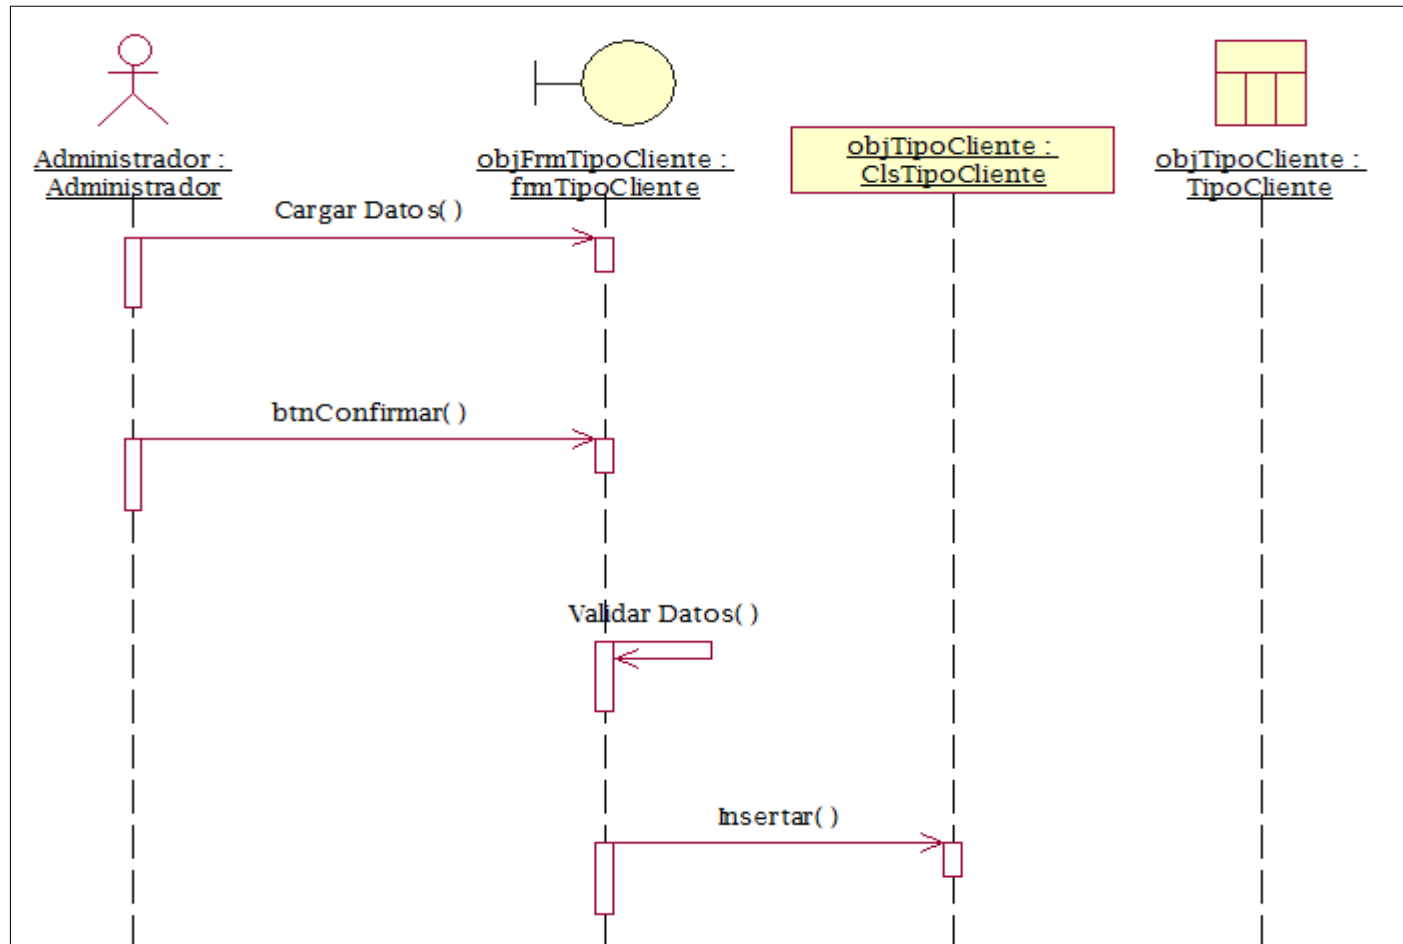 Administrador :
Administrador
objFrmTipoCliente :
frmTipoCliente
objTipoCliente :
ClsTipoCliente
objTipoCliente :
TipoCliente
Cargar Datos( )
btnConfirmar( )
Validar Datos( )
Insertar( )